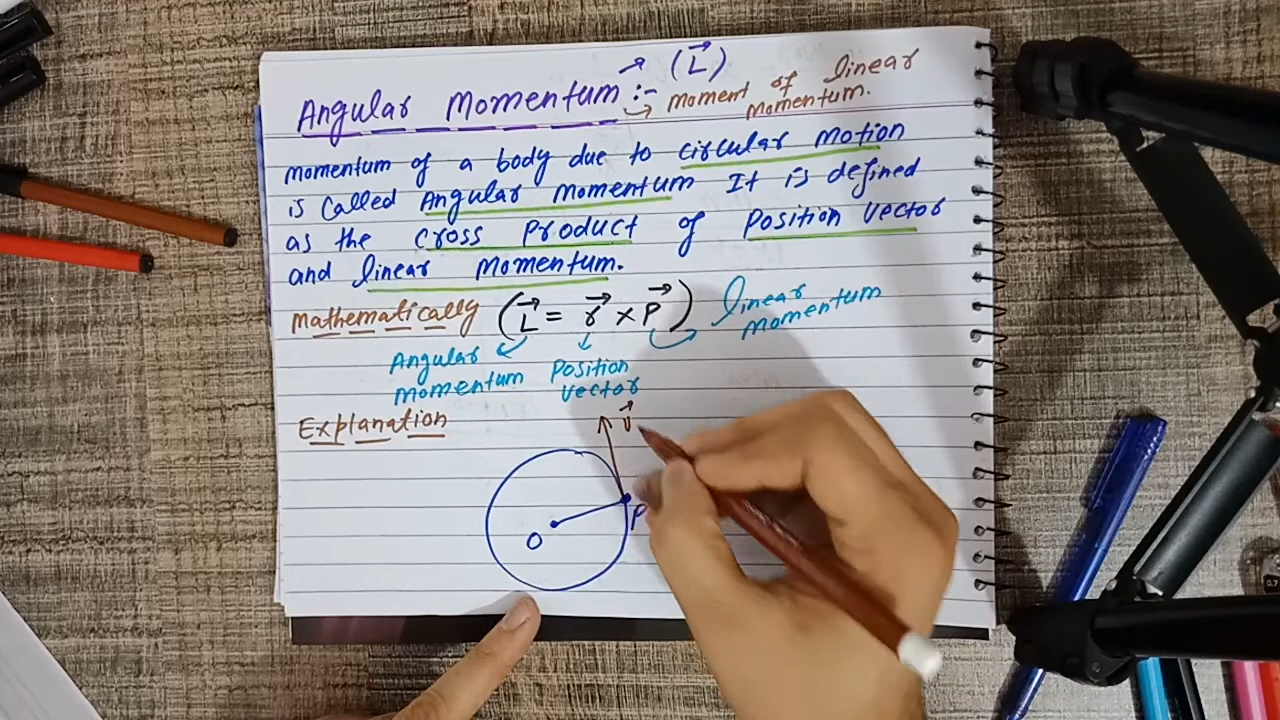 → (L⃗)
Angular Momentum :- → Moment of linear
Momentum.
momentum of a body due to circular motion
is called Angular momentum It is defined
as the cross product of position vector
and linear momentum.
Mathematically (L⃗ = r⃗ × P⃗) linear
momentum
Angular
momentum
Position
vector
Explanation
v⃗
P
O
0.7